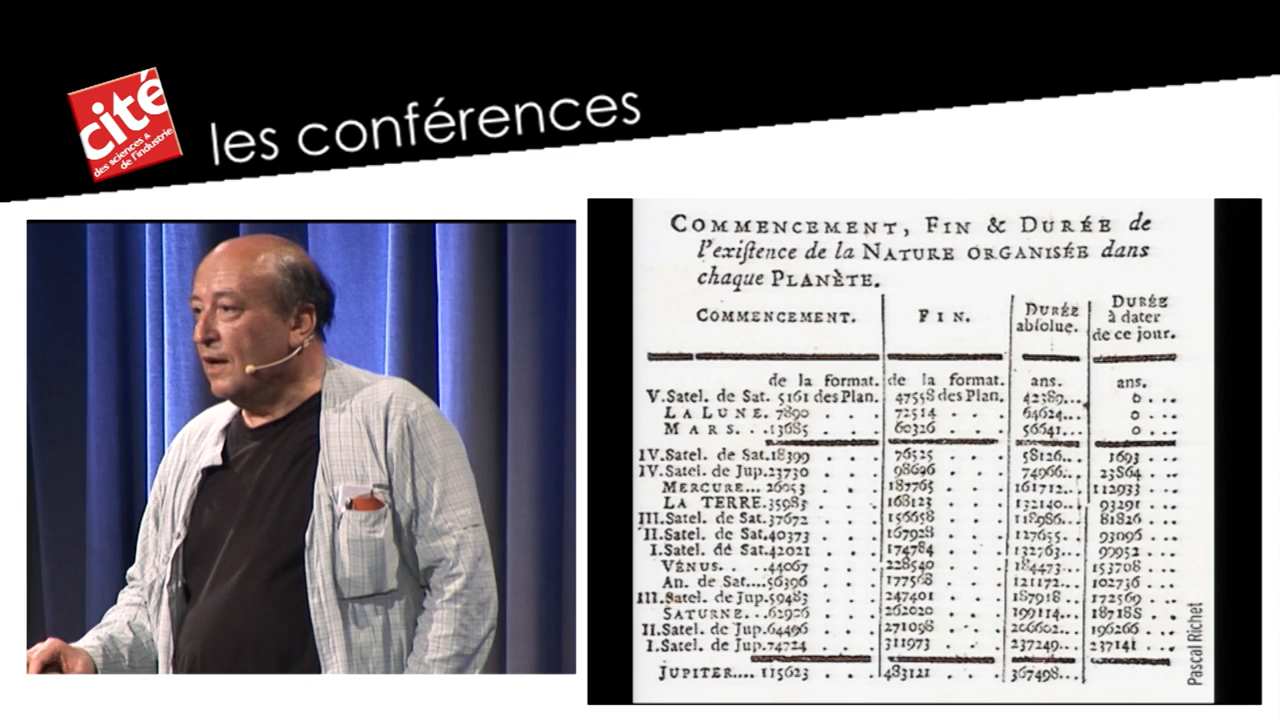 cité
des sciences &
de l'industrie
les conférences
COMMENCEMENT, FIN & DURÉE de
l'exiſtence de la NATURE ORGANISÉE dans
chaque PLANÈTE.
COMMENCEMENT. FIN. DURÉE abſolue. DURÉE à dater de ce jour.
de la format. de la format. ans. ans.
V.Satel. de Sat. 5161 des Plan. 47558 des Plan. 42389... 0 ...
LA LUNE. 7890 . . . 72514 . . . 64624... 0 ...
MARS. . .13685 . . . 60326 . . . 56641... 0 ...
IV.Satel. de Sat.18399 . . . 76525 . . . 58126... 1693 ...
IV.Satel. de Jup.23730 . . . 98696 . . . 74966... 23864 ...
MERCURE... 26053 . . . 187765 . . . 161712... 112933 ...
LA TERRE.35983 . . . 168123 . . . 132140... 93291 ...
III.Satel. de Sat.37672 . . . 156658 . . . 118986... 81826 ...
II.Satel. de Sat.40373 . . . 167928 . . . 127655... 93096 ...
I.Satel. de Sat.42021 . . . 174784 . . . 132763... 99952 ...
VÉNUS. . .44067 . . . 228540 . . . 184473... 153708 ...
An. de Sat....56396 . . . 177568 . . . 121172... 102736 ...
III.Satel. de Jup.59483 . . . 247401 . . . 187918... 172569 ...
SATURNE...62906 . . . 262020 . . . 199114... 187188 ...
II.Satel. de Jup.64496 . . . 271098 . . . 206602... 196266 ...
I.Satel. de Jup.74724 . . . 311973 . . . 237249... 237141 ...
JUPITER.... 115623 . . . 483121 . . . 367498...
Pascal Richet